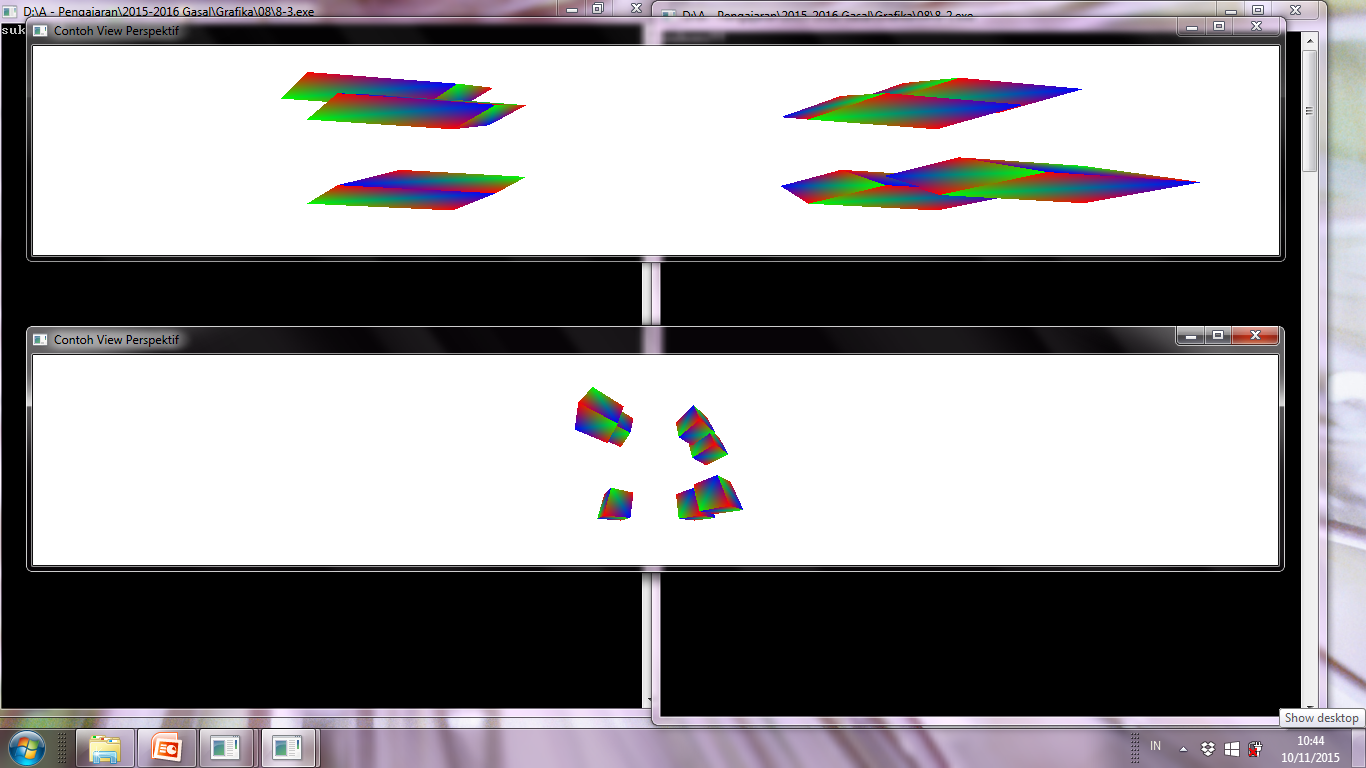 D:\A - Pengajaran\2015-2016 Gasal\Grafika\08\8-3.exe
D:\A - Pengajaran\2015-2016 Gasal\Grafika\08\8-2.exe
suk
Contoh View Perspektif
Contoh View Perspektif
Show desktop
IN
10:44
10/11/2015